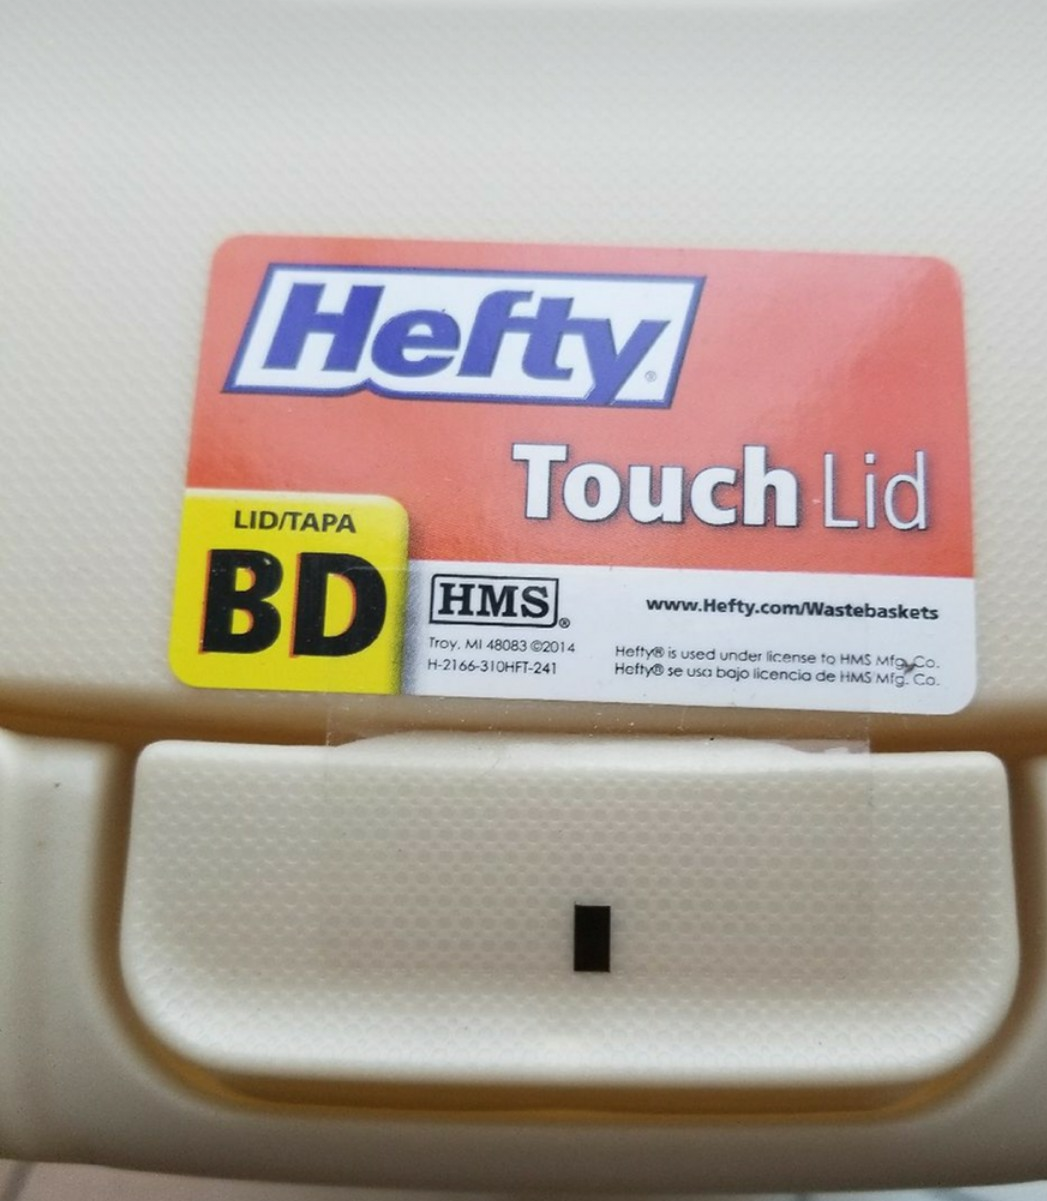 Hefty®
Touch Lid
LID/TAPA
BD
HMS®
www.Hefty.com/Wastebaskets
Troy, MI 48083 ©2014
H-2166-310HFT-241
Hefty® is used under license to HMS Mfg. Co.
Hefty® se usa bajo licencia de HMS Mfg. Co.